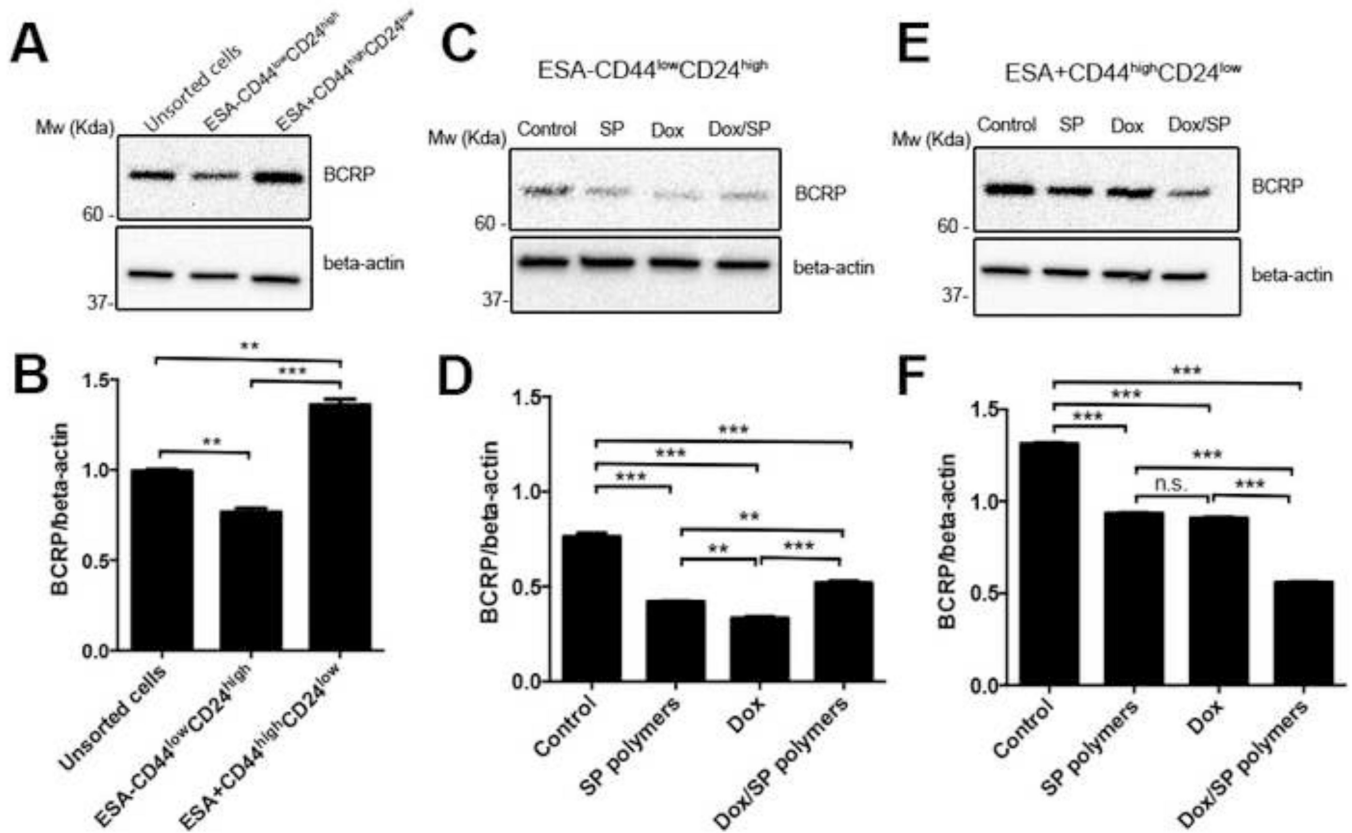 A
Unsorted cells
ESA-CD44lowCD24high
ESA+CD44highCD24low
Mw (Kda)
BCRP
60 -
beta-actin
37-
C
ESA-CD44lowCD24high
Mw (Kda)
Control SP Dox Dox/SP
BCRP
60 -
beta-actin
37-
E
ESA+CD44highCD24low
Mw (Kda)
Control SP Dox Dox/SP
BCRP
60 -
beta-actin
37-
B
BCRP/beta-actin
1.5
1.0
0.5
0.0
**
***
**
Unsorted cells
ESA-CD44lowCD24high
ESA+CD44highCD24low
D
BCRP/beta-actin
1.5
1.0
0.5
0.0
***
***
***
**
**
***
Control
SP polymers
Dox
Dox/SP polymers
F
BCRP/beta-actin
1.5
1.0
0.5
0.0
***
***
***
***
n.s.
***
Control
SP polymers
Dox
Dox/SP polymers